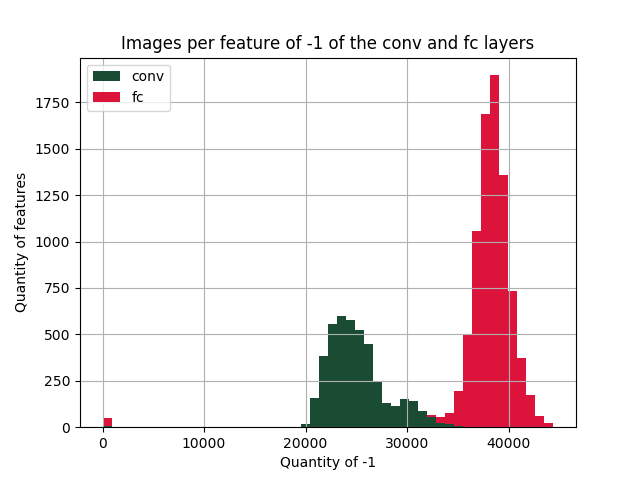 Images per feature of -1 of the conv and fc layers
conv
fc
1750
1500
1250
1000
750
500
250
0
Quantity of features
0 10000 20000 30000 40000
Quantity of -1